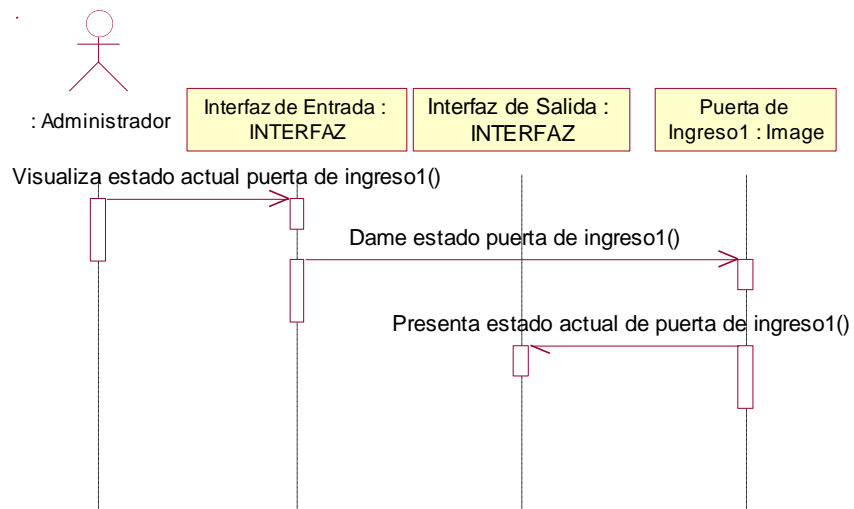 : Administrador
Interfaz de Entrada :
INTERFAZ
Interfaz de Salida :
INTERFAZ
Puerta de
Ingreso1 : Image
Visualiza estado actual puerta de ingreso1()
Dame estado puerta de ingreso1()
Presenta estado actual de puerta de ingreso1()